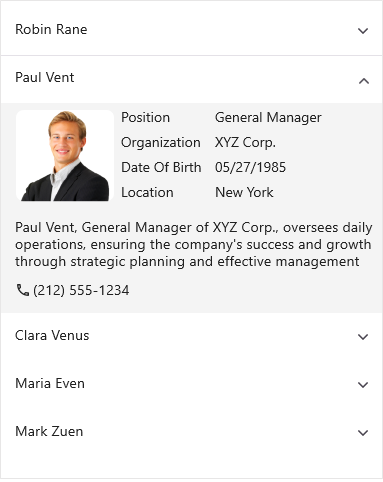 Robin Rane
Paul Vent
Position General Manager
Organization XYZ Corp.
Date Of Birth 05/27/1985
Location New York
Paul Vent, General Manager of XYZ Corp., oversees daily
operations, ensuring the company's success and growth
through strategic planning and effective management
(212) 555-1234
Clara Venus
Maria Even
Mark Zuen